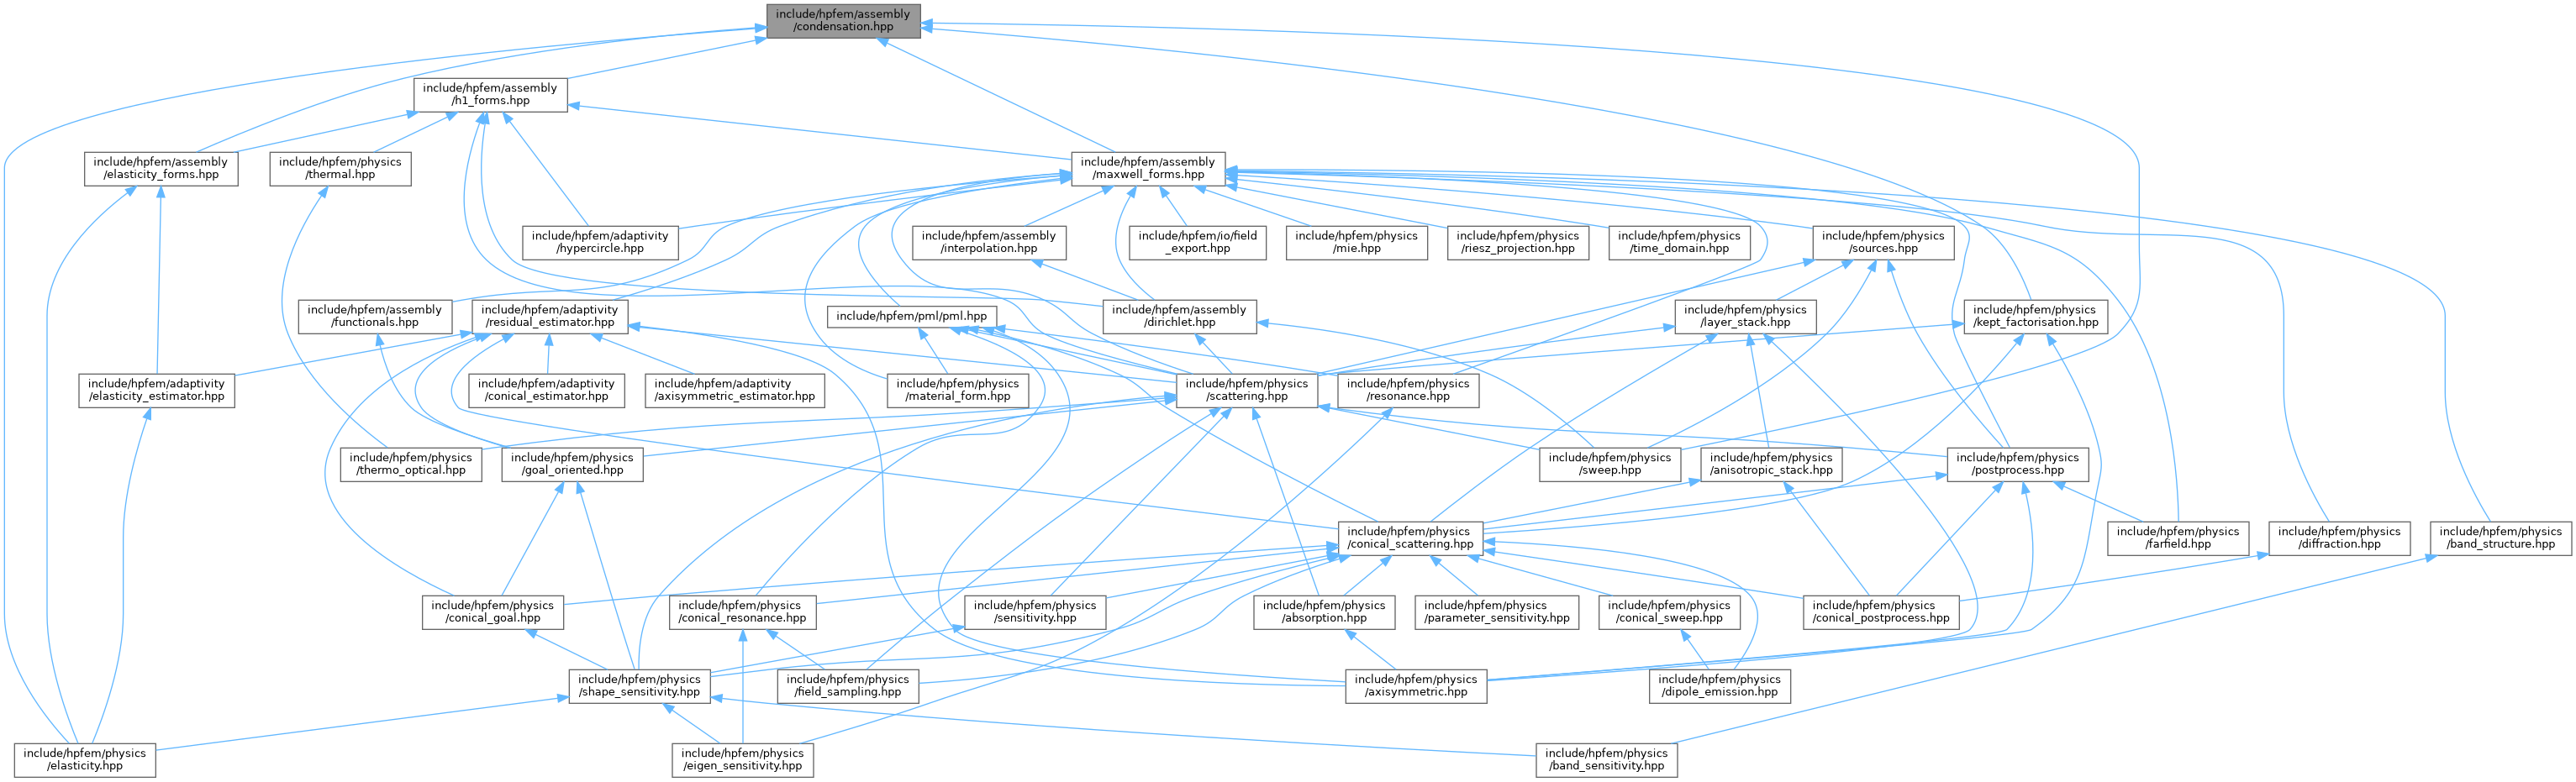 include/hpfem/assembly
/condensation.hpp
include/hpfem/assembly
/h1_forms.hpp
include/hpfem/assembly
/elasticity_forms.hpp
include/hpfem/physics
/thermal.hpp
include/hpfem/assembly
/maxwell_forms.hpp
include/hpfem/adaptivity
/hypercircle.hpp
include/hpfem/assembly
/interpolation.hpp
include/hpfem/io/field
_export.hpp
include/hpfem/physics
/mie.hpp
include/hpfem/physics
/riesz_projection.hpp
include/hpfem/physics
/time_domain.hpp
include/hpfem/physics
/sources.hpp
include/hpfem/assembly
/functionals.hpp
include/hpfem/adaptivity
/residual_estimator.hpp
include/hpfem/pml/pml.hpp
include/hpfem/assembly
/dirichlet.hpp
include/hpfem/physics
/layer_stack.hpp
include/hpfem/physics
/kept_factorisation.hpp
include/hpfem/adaptivity
/elasticity_estimator.hpp
include/hpfem/adaptivity
/conical_estimator.hpp
include/hpfem/adaptivity
/axisymmetric_estimator.hpp
include/hpfem/physics
/material_form.hpp
include/hpfem/physics
/scattering.hpp
include/hpfem/physics
/resonance.hpp
include/hpfem/physics
/thermo_optical.hpp
include/hpfem/physics
/goal_oriented.hpp
include/hpfem/physics
/sweep.hpp
include/hpfem/physics
/anisotropic_stack.hpp
include/hpfem/physics
/postprocess.hpp
include/hpfem/physics
/conical_scattering.hpp
include/hpfem/physics
/farfield.hpp
include/hpfem/physics
/diffraction.hpp
include/hpfem/physics
/band_structure.hpp
include/hpfem/physics
/conical_goal.hpp
include/hpfem/physics
/conical_resonance.hpp
include/hpfem/physics
/sensitivity.hpp
include/hpfem/physics
/absorption.hpp
include/hpfem/physics
/parameter_sensitivity.hpp
include/hpfem/physics
/conical_sweep.hpp
include/hpfem/physics
/conical_postprocess.hpp
include/hpfem/physics
/shape_sensitivity.hpp
include/hpfem/physics
/field_sampling.hpp
include/hpfem/physics
/axisymmetric.hpp
include/hpfem/physics
/dipole_emission.hpp
include/hpfem/physics
/elasticity.hpp
include/hpfem/physics
/eigen_sensitivity.hpp
include/hpfem/physics
/band_sensitivity.hpp